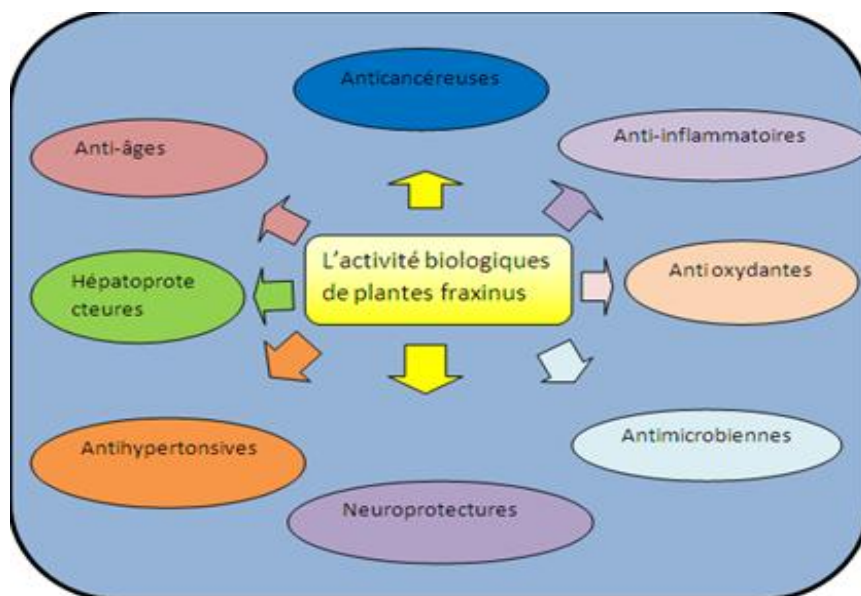 Anticancéreuses
Anti-âges
Anti-inflammatoires
L'activité biologiques
de plantes fraxinus
Hépatoprote
cteures
Anti oxydantes
Antihypertonsives
Antimicrobiennes
Neuroprotectures